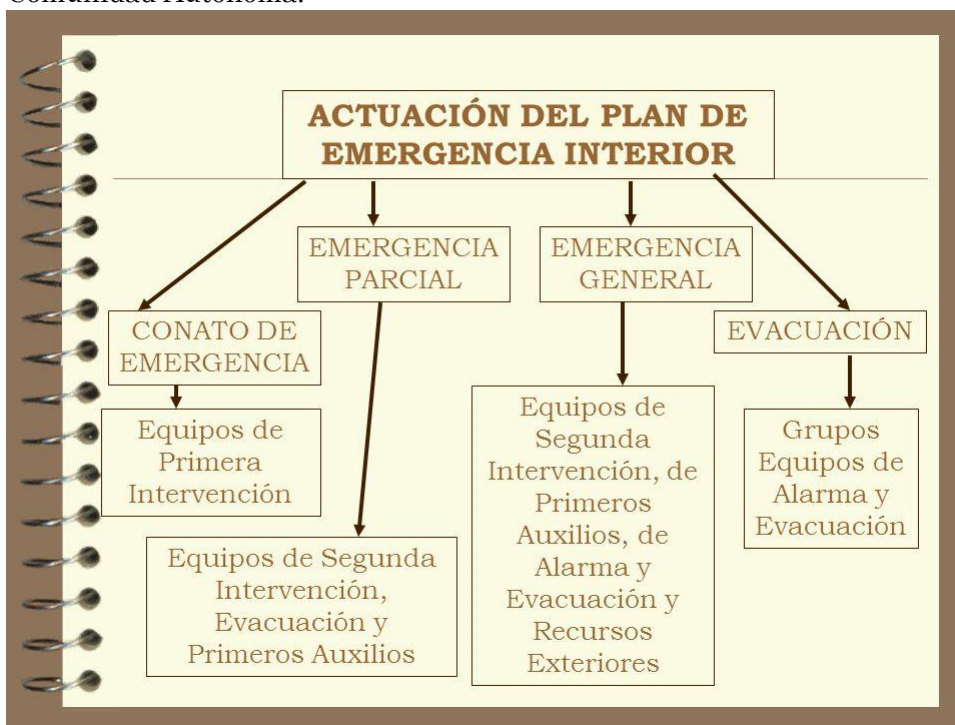 ACTUACIÓN DEL PLAN DE
EMERGENCIA INTERIOR
EMERGENCIA
PARCIAL
EMERGENCIA
GENERAL
CONATO DE
EMERGENCIA
EVACUACIÓN
Equipos de
Primera
Intervención
Equipos de Segunda
Intervención,
Evacuación y
Primeros Auxilios
Equipos de
Segunda
Intervención, de
Primeros
Auxilios, de
Alarma y
Evacuación y
Recursos
Exteriores
Grupos
Equipos de
Alarma y
Evacuación